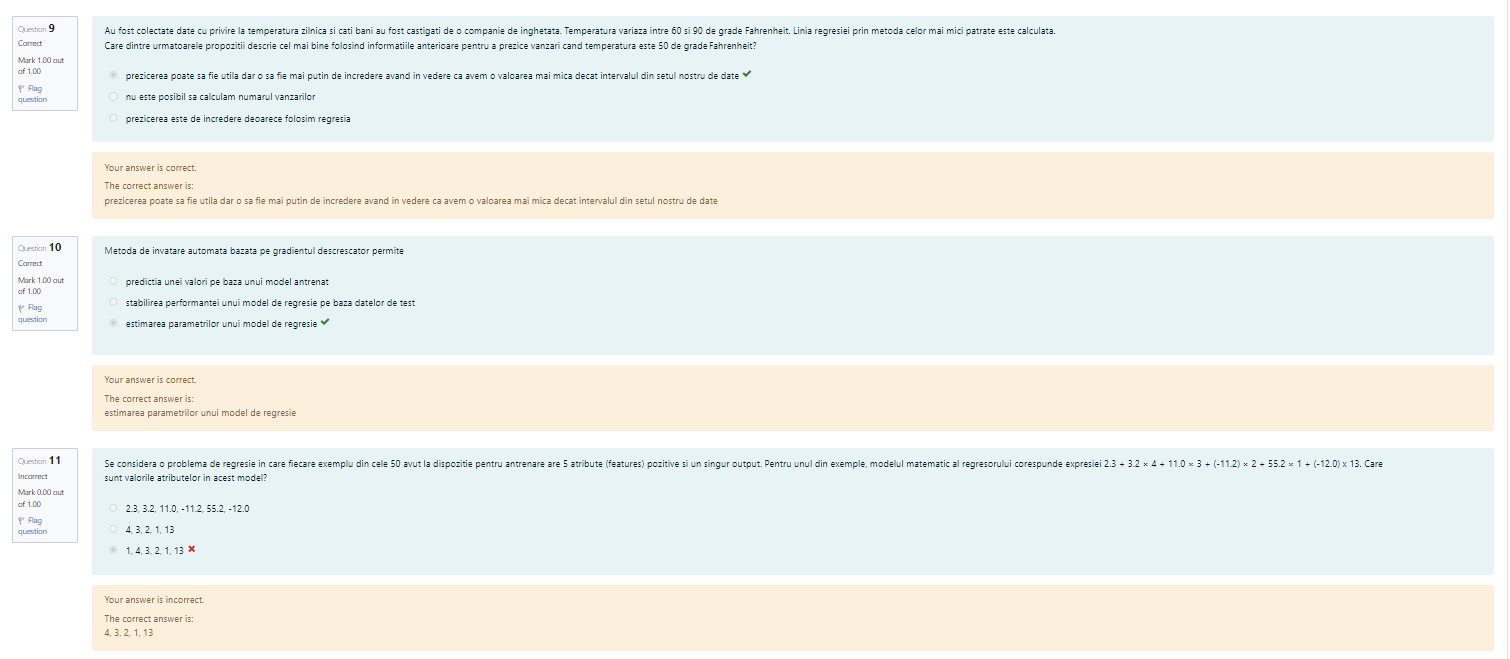 Question 9
Correct
Mark 1.00 out
of 1.00
Flag
question
Au fost colectate date cu privire la temperatura zilnica si cati bani au fost castigati de o companie de inghetata. Temperatura variaza intre 60 si 90 de grade Fahrenheit. Linia regresiei prin metoda celor mai mici patrate este calculata.
Care dintre urmatoarele propozitii descrie cel mai bine folosind informatiile anterioare pentru a prezice vanzari cand temperatura este 50 de grade Fahrenheit?
prezicerea poate sa fie utila dar o sa fie mai putin de incredere avand in vedere ca avem o valoarea mai mica decat intervalul din setul nostru de date
nu este posibil sa calculam numarul vanzarilor
prezicerea este de incredere deoarece folosim regresia
Your answer is correct.
The correct answer is:
prezicerea poate sa fie utila dar o sa fie mai putin de incredere avand in vedere ca avem o valoarea mai mica decat intervalul din setul nostru de date
Question 10
Correct
Mark 1.00 out
of 1.00
Flag
question
Metoda de invatare automata bazata pe gradientul descrescator permite
predictia unei valori pe baza unui model antrenat
stabilirea performantei unui model de regresie pe baza datelor de test
estimarea parametrilor unui model de regresie
Your answer is correct.
The correct answer is:
estimarea parametrilor unui model de regresie
Question 11
Incorrect
Mark 0.00 out
of 1.00
Flag
question
Se considera o problema de regresie in care fiecare exemplu din cele 50 avut la dispozitie pentru antrenare are 5 atribute (features) pozitive si un singur output. Pentru unul din exemple, modelul matematic al regresorului corespunde expresiei 2.3 + 3.2 × 4 + 11.0 × 3 + (-11.2) × 2 + 55.2 × 1 + (-12.0) x 13. Care
sunt valorile atributelor in acest model?
2.3, 3.2, 11.0, -11.2, 55.2, -12.0
4, 3, 2, 1, 13
1, 4, 3, 2, 1, 13
Your answer is incorrect.
The correct answer is:
4, 3, 2, 1, 13